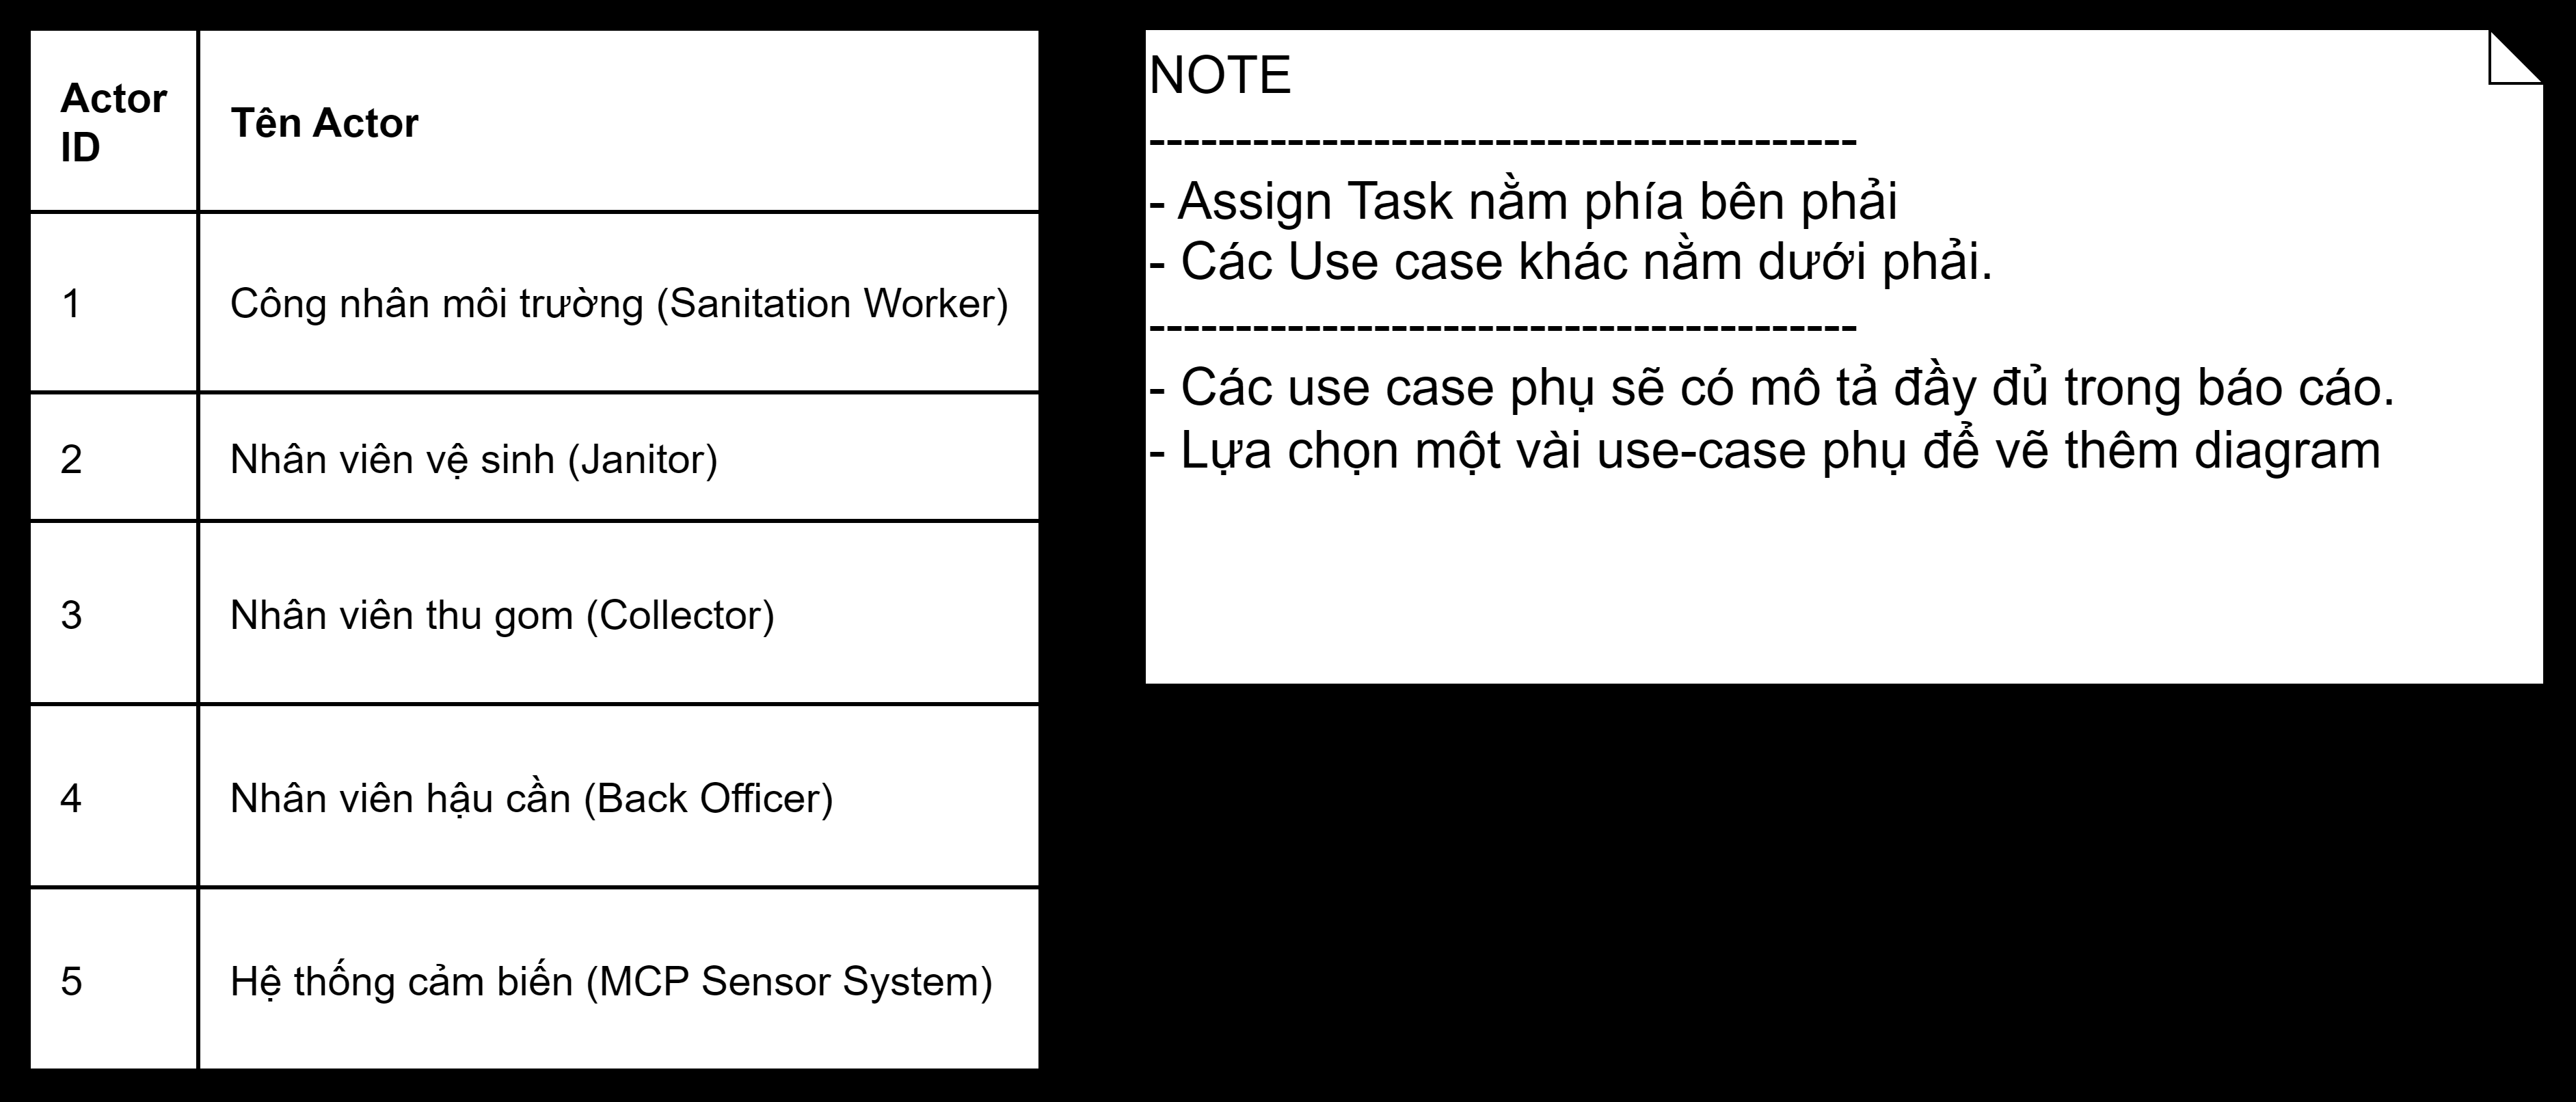 Actor
ID
Tên Actor
1
Công nhân môi trường (Sanitation Worker)
2
Nhân viên vệ sinh (Janitor)
3
Nhân viên thu gom (Collector)
4
Nhân viên hậu cần (Back Officer)
5
Hệ thống cảm biến (MCP Sensor System)
NOTE
-----------------------------------------
- Assign Task nằm phía bên phải
- Các Use case khác nằm dưới phải.
-----------------------------------------
- Các use case phụ sẽ có mô tả đầy đủ trong báo cáo.
- Lựa chọn một vài use-case phụ để vẽ thêm diagram